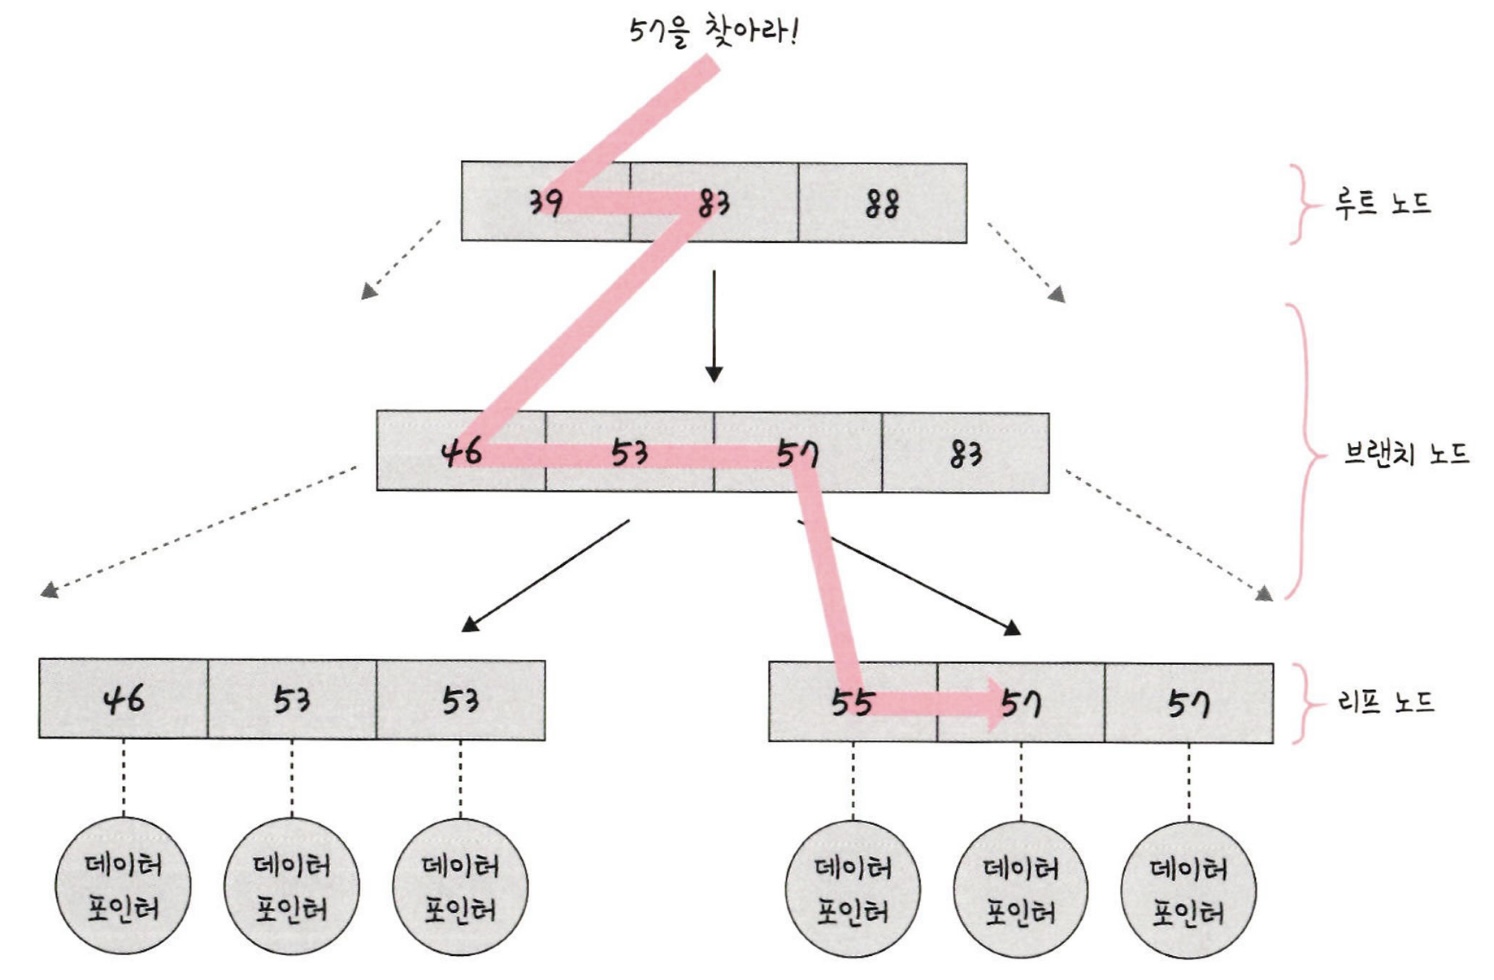 57을 찾아라!
39 83 88
루트 노드
46 53 57 83
브랜치 노드
46 53 53
55 57 57
리프 노드
데이터
포인터
데이터
포인터
데이터
포인터
데이터
포인터
데이터
포인터
데이터
포인터